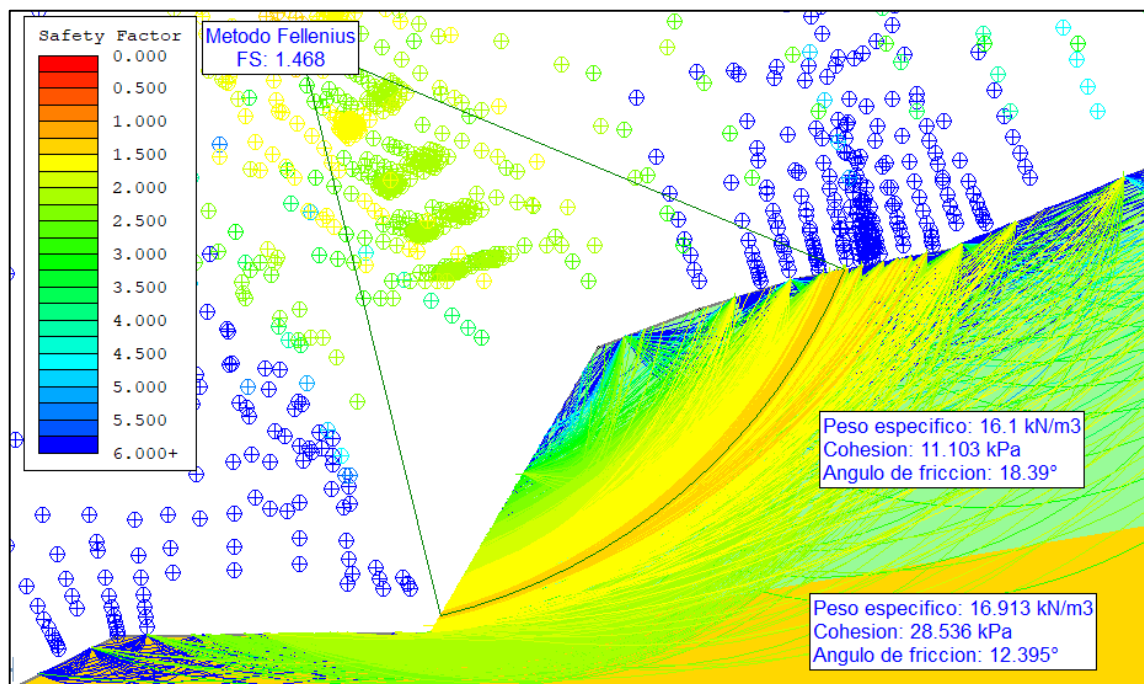 Safety Factor
0.000
0.500
1.000
1.500
2.000
2.500
3.000
3.500
4.000
4.500
5.000
5.500
6.000+
Metodo Fellenius
FS: 1.468
Peso especifico: 16.1 kN/m3
Cohesion: 11.103 kPa
Angulo de friccion: 18.39°
Peso especifico: 16.913 kN/m3
Cohesion: 28.536 kPa
Angulo de friccion: 12.395°